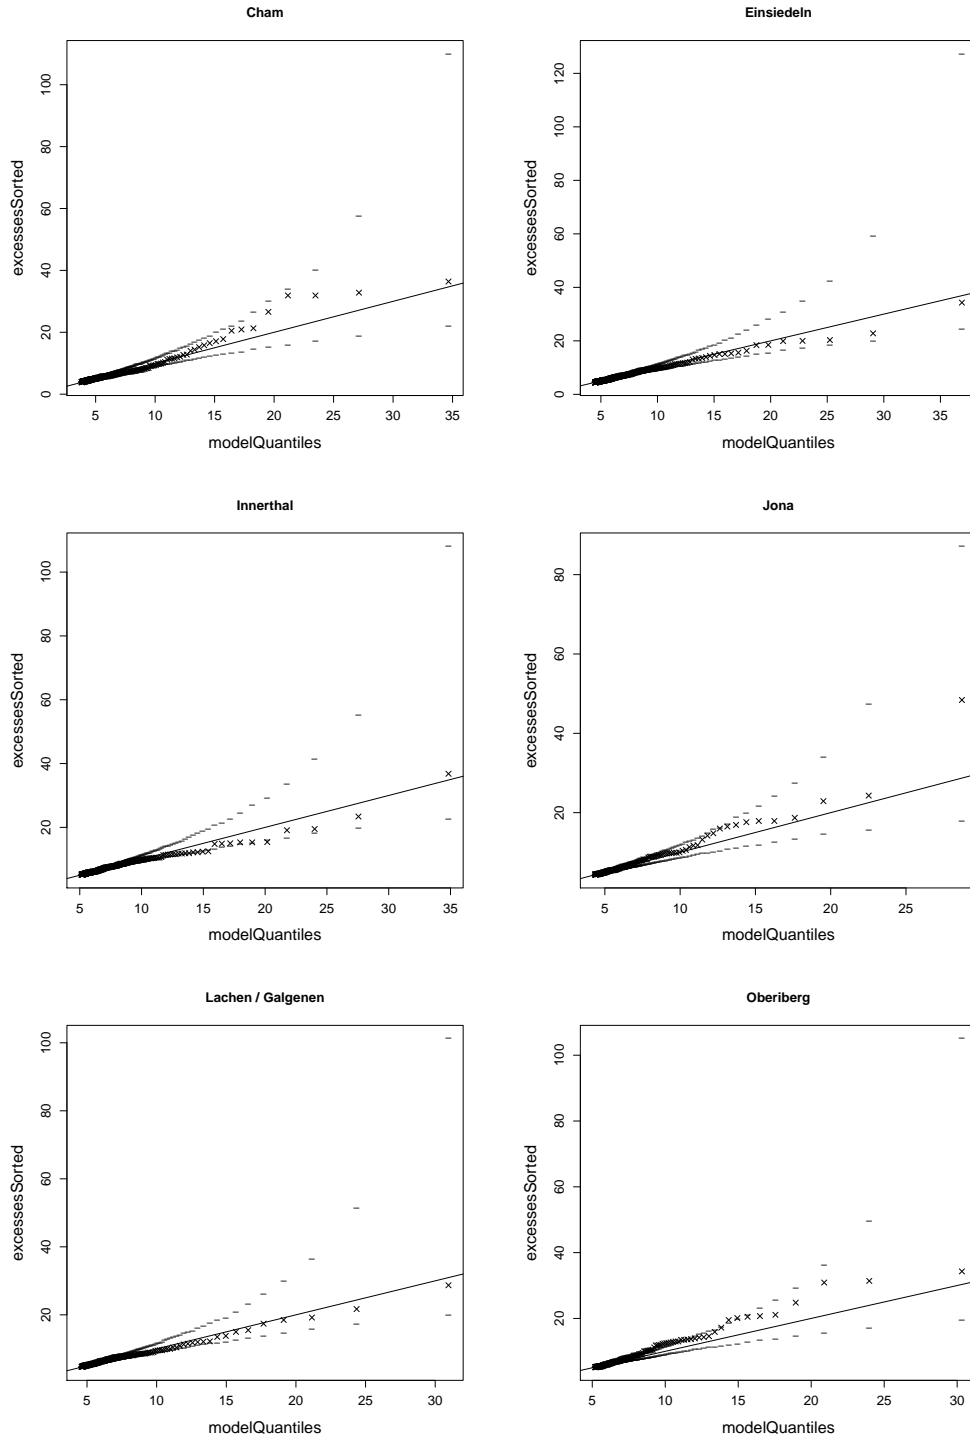 Cham
Einsiedeln
excessesSorted
0 20 40 60 80 100
5 10 15 20 25 30 35
modelQuantiles
excessesSorted
0 20 40 60 80 100 120
5 10 15 20 25 30 35
modelQuantiles
Innerthal
Jona
excessesSorted
20 40 60 80 100
5 10 15 20 25 30 35
modelQuantiles
excessesSorted
0 20 40 60 80
5 10 15 20 25
modelQuantiles
Lachen / Galgenen
Oberiberg
excessesSorted
20 40 60 80 100
5 10 15 20 25 30
modelQuantiles
excessesSorted
20 40 60 80 100
5 10 15 20 25 30
modelQuantiles